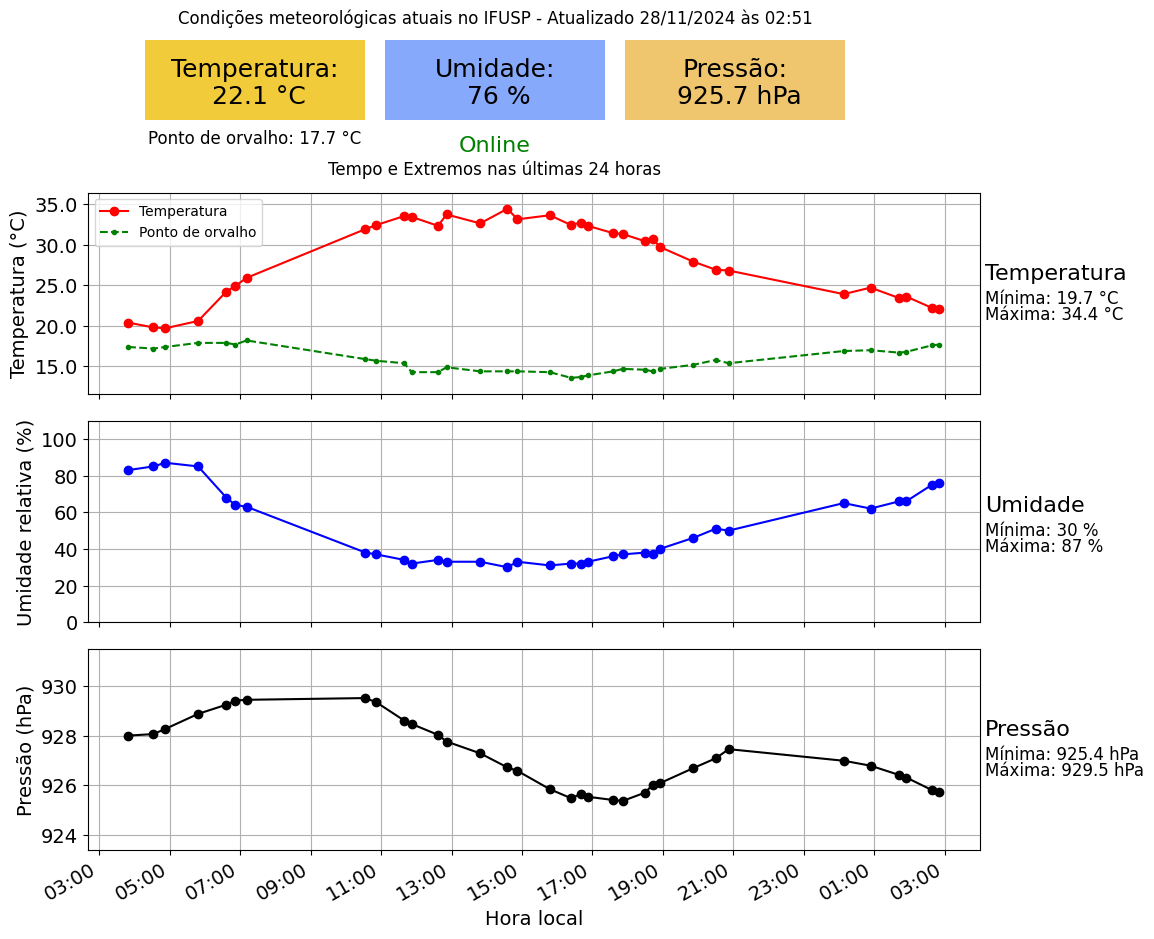 Condições meteorológicas atuais no IFUSP - Atualizado 28/11/2024 às 02:51
Temperatura:
22.1 °C
Umidade:
76 %
Pressão:
925.7 hPa
Ponto de orvalho: 17.7 °C
Online
Tempo e Extremos nas últimas 24 horas
Temperatura (°C)
35.0
30.0
25.0
20.0
15.0
Temperatura
Ponto de orvalho
Temperatura
Mínima: 19.7 °C
Máxima: 34.4 °C
Umidade relativa (%)
100
80
60
40
20
0
Umidade
Mínima: 30 %
Máxima: 87 %
Pressão (hPa)
930
928
926
924
Pressão
Mínima: 925.4 hPa
Máxima: 929.5 hPa
03:00
05:00
07:00
09:00
11:00
13:00
15:00
17:00
19:00
21:00
23:00
01:00
03:00
Hora local